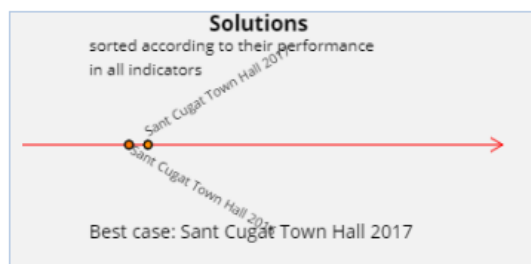 Solutions
sorted according to their performance
in all indicators
Sant Cugat Town Hall 2017
Sant Cugat Town Hall
Best case: Sant Cugat Town Hall 2017